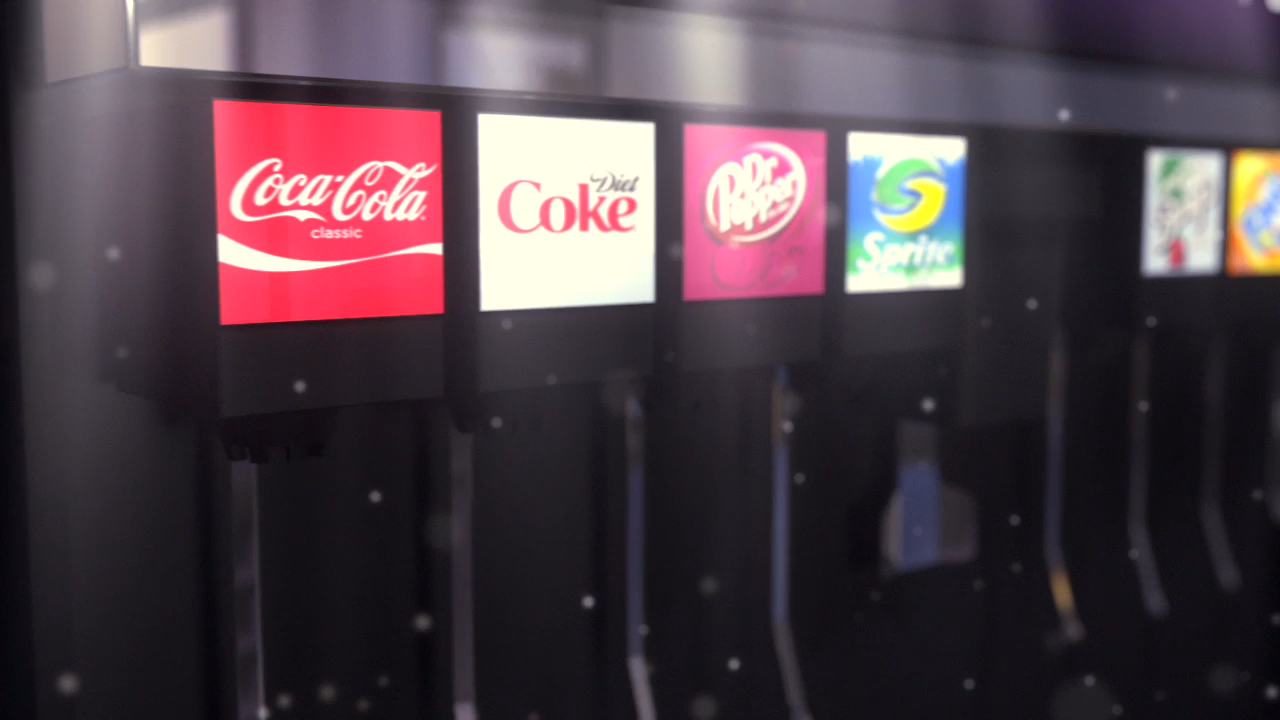 Coca-Cola
classic
Diet
Coke
Dr
Pepper
Sprite